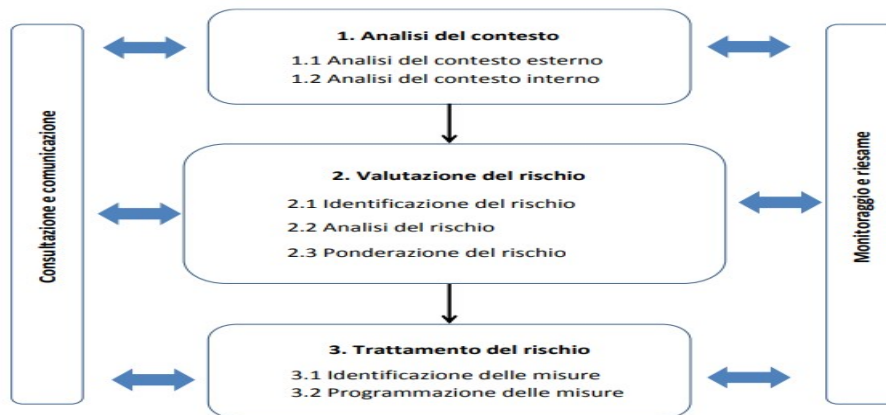 Consultazione e comunicazione
1. Analisi del contesto
1.1 Analisi del contesto esterno
1.2 Analisi del contesto interno
2. Valutazione del rischio
2.1 Identificazione del rischio
2.2 Analisi del rischio
2.3 Ponderazione del rischio
3. Trattamento del rischio
3.1 Identificazione delle misure
3.2 Programmazione delle misure
Monitoraggio e riesame